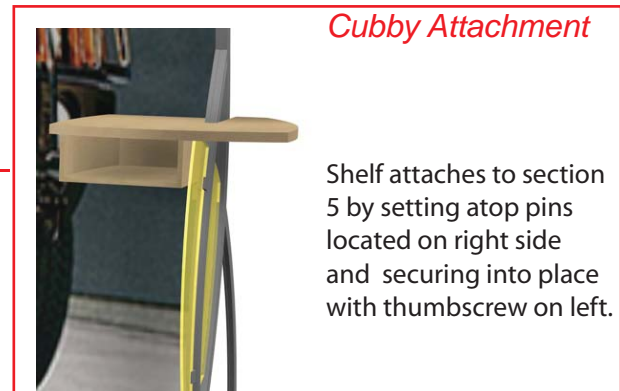 Cubby Attachment
Shelf attaches to section
5 by setting atop pins
located on right side
and  securing into place
with thumbscrew on left.